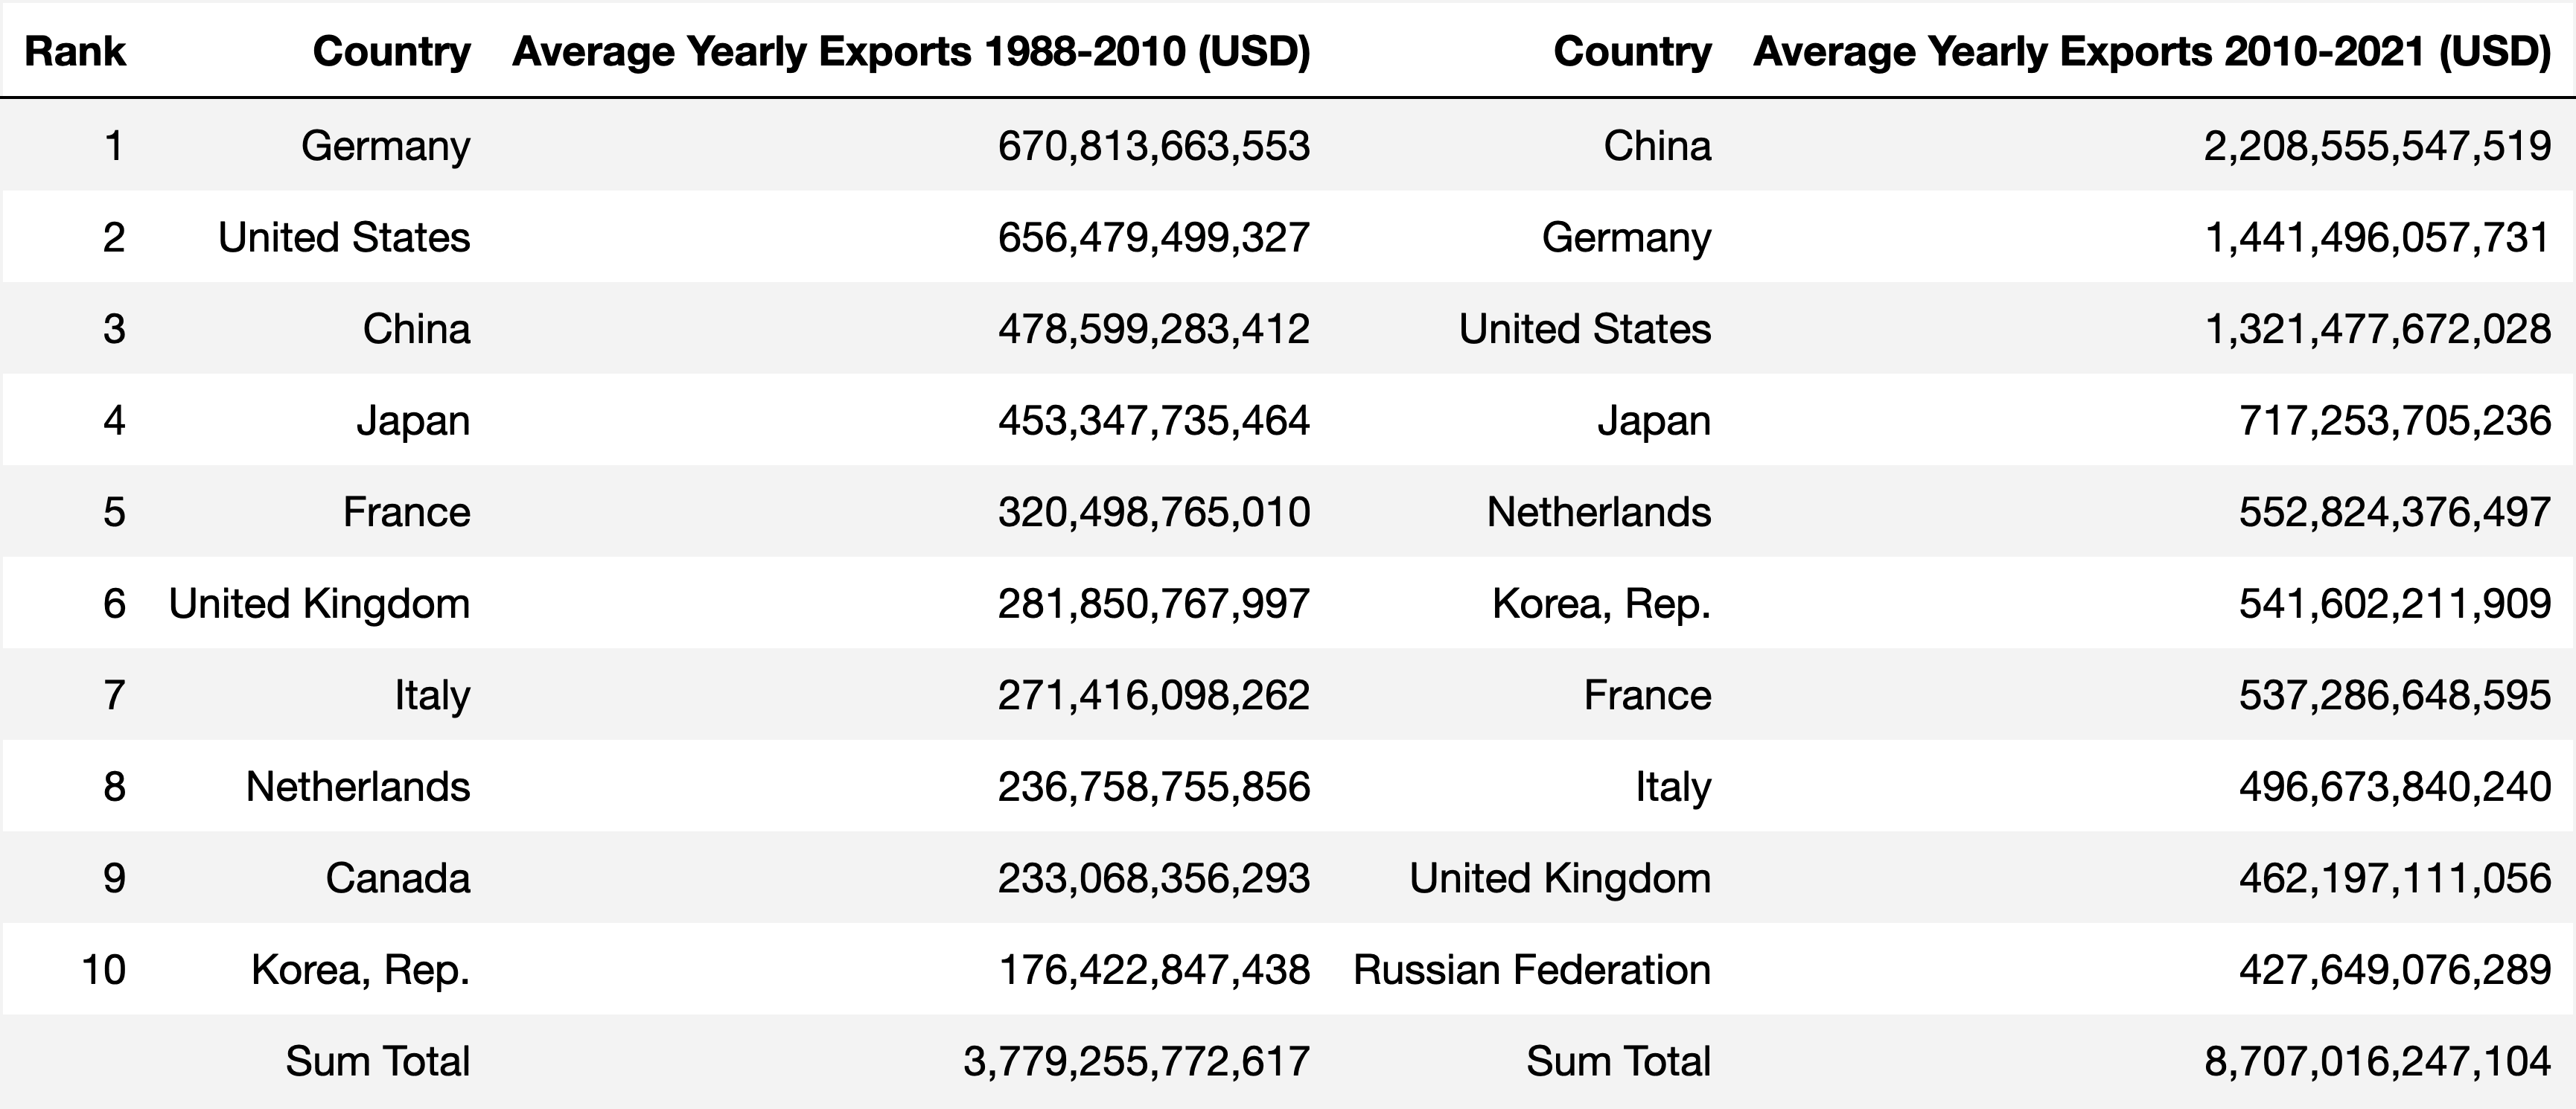 Rank Country Average Yearly Exports 1988-2010 (USD) Country Average Yearly Exports 2010-2021 (USD)
1 Germany 670,813,663,553 China 2,208,555,547,519
2 United States 656,479,499,327 Germany 1,441,496,057,731
3 China 478,599,283,412 United States 1,321,477,672,028
4 Japan 453,347,735,464 Japan 717,253,705,236
5 France 320,498,765,010 Netherlands 552,824,376,497
6 United Kingdom 281,850,767,997 Korea, Rep. 541,602,211,909
7 Italy 271,416,098,262 France 537,286,648,595
8 Netherlands 236,758,755,856 Italy 496,673,840,240
9 Canada 233,068,356,293 United Kingdom 462,197,111,056
10 Korea, Rep. 176,422,847,438 Russian Federation 427,649,076,289
Sum Total 3,779,255,772,617 Sum Total 8,707,016,247,104